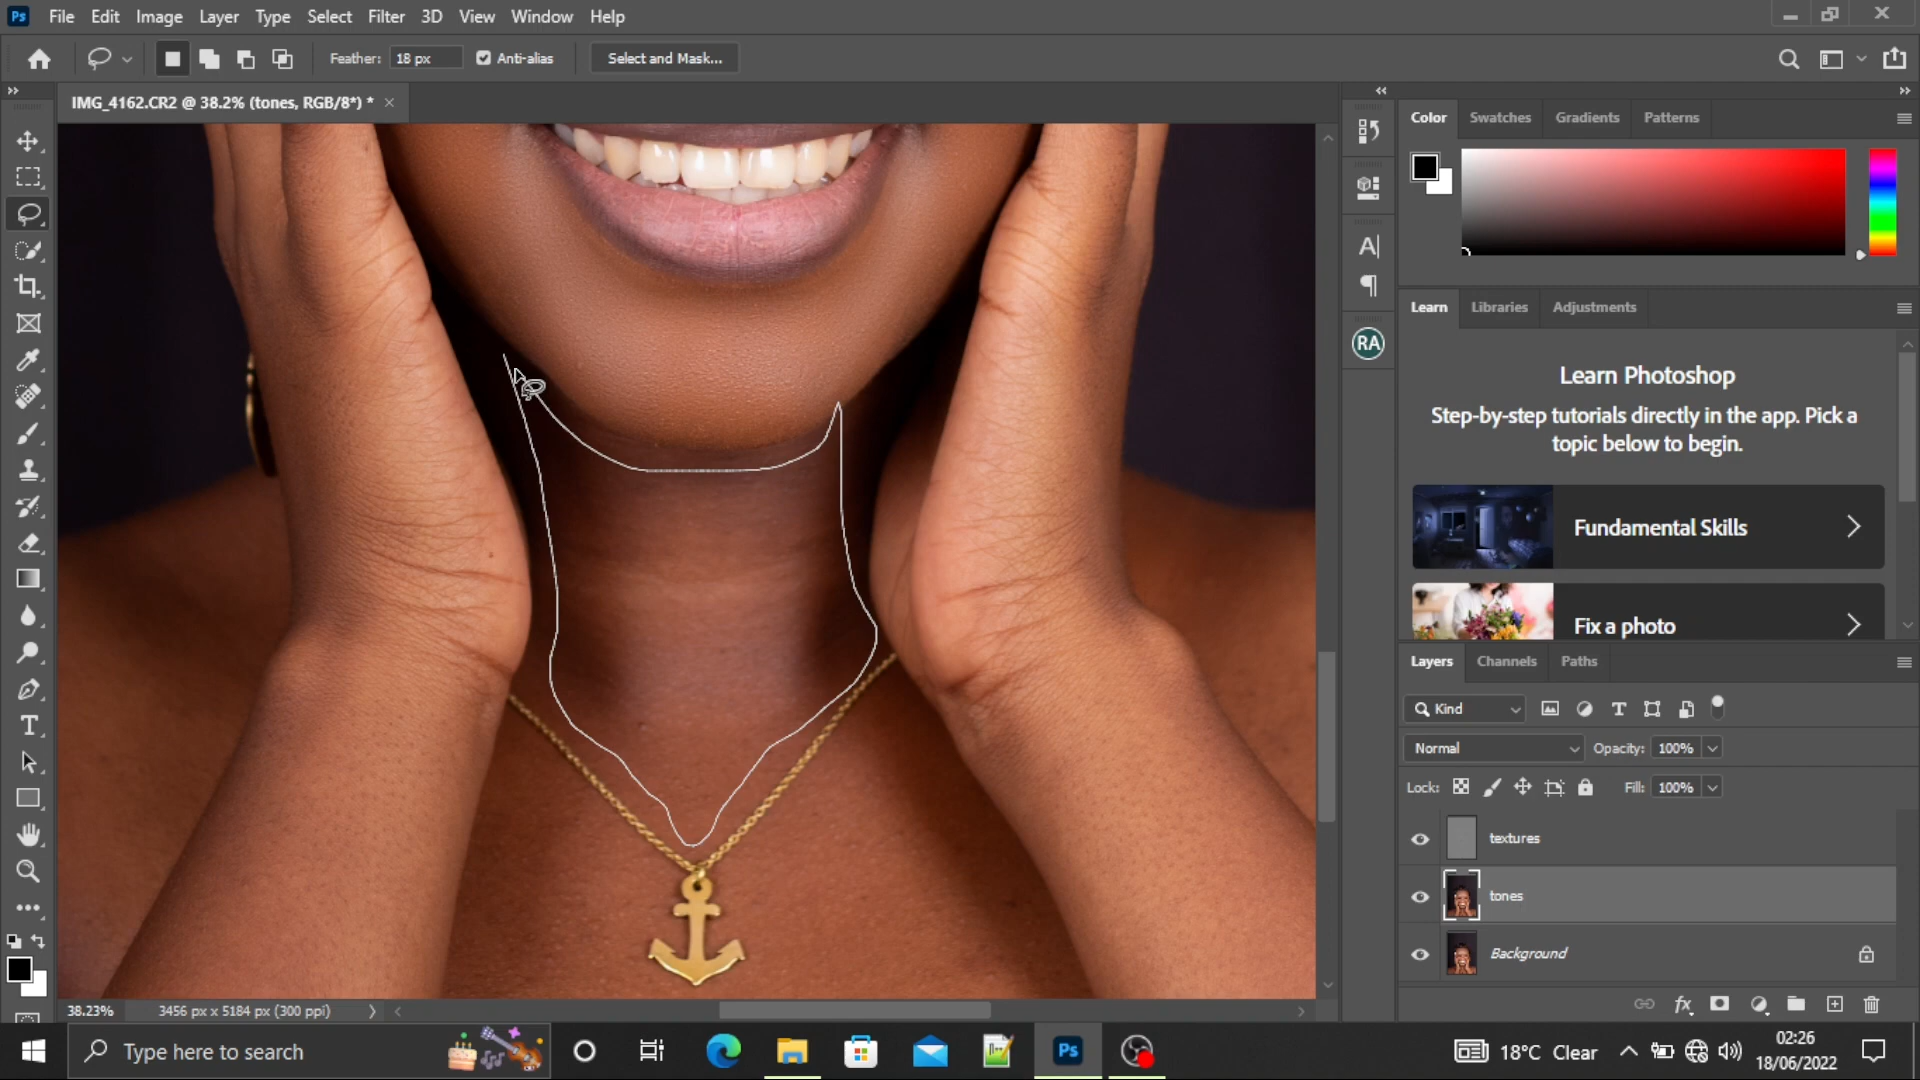 Ps File Edit Image Layer Type Select Filter 3D View Window Help
Feather: 18 px Anti-alias Select and Mask...
IMG_4162.CR2 @ 38.2% (tones, RGB/8*) *
Color Swatches Gradients Patterns
Learn Libraries Adjustments
Learn Photoshop
Step-by-step tutorials directly in the app. Pick a
topic below to begin.
Fundamental Skills
Fix a photo
RA
Layers Channels Paths
Kind
Normal Opacity: 100%
Lock: Fill: 100%
textures
tones
Background
fx
38.23% 3456 px x 5184 px (300 ppi)
Type here to search
Ps
18°C Clear
02:26
18/06/2022